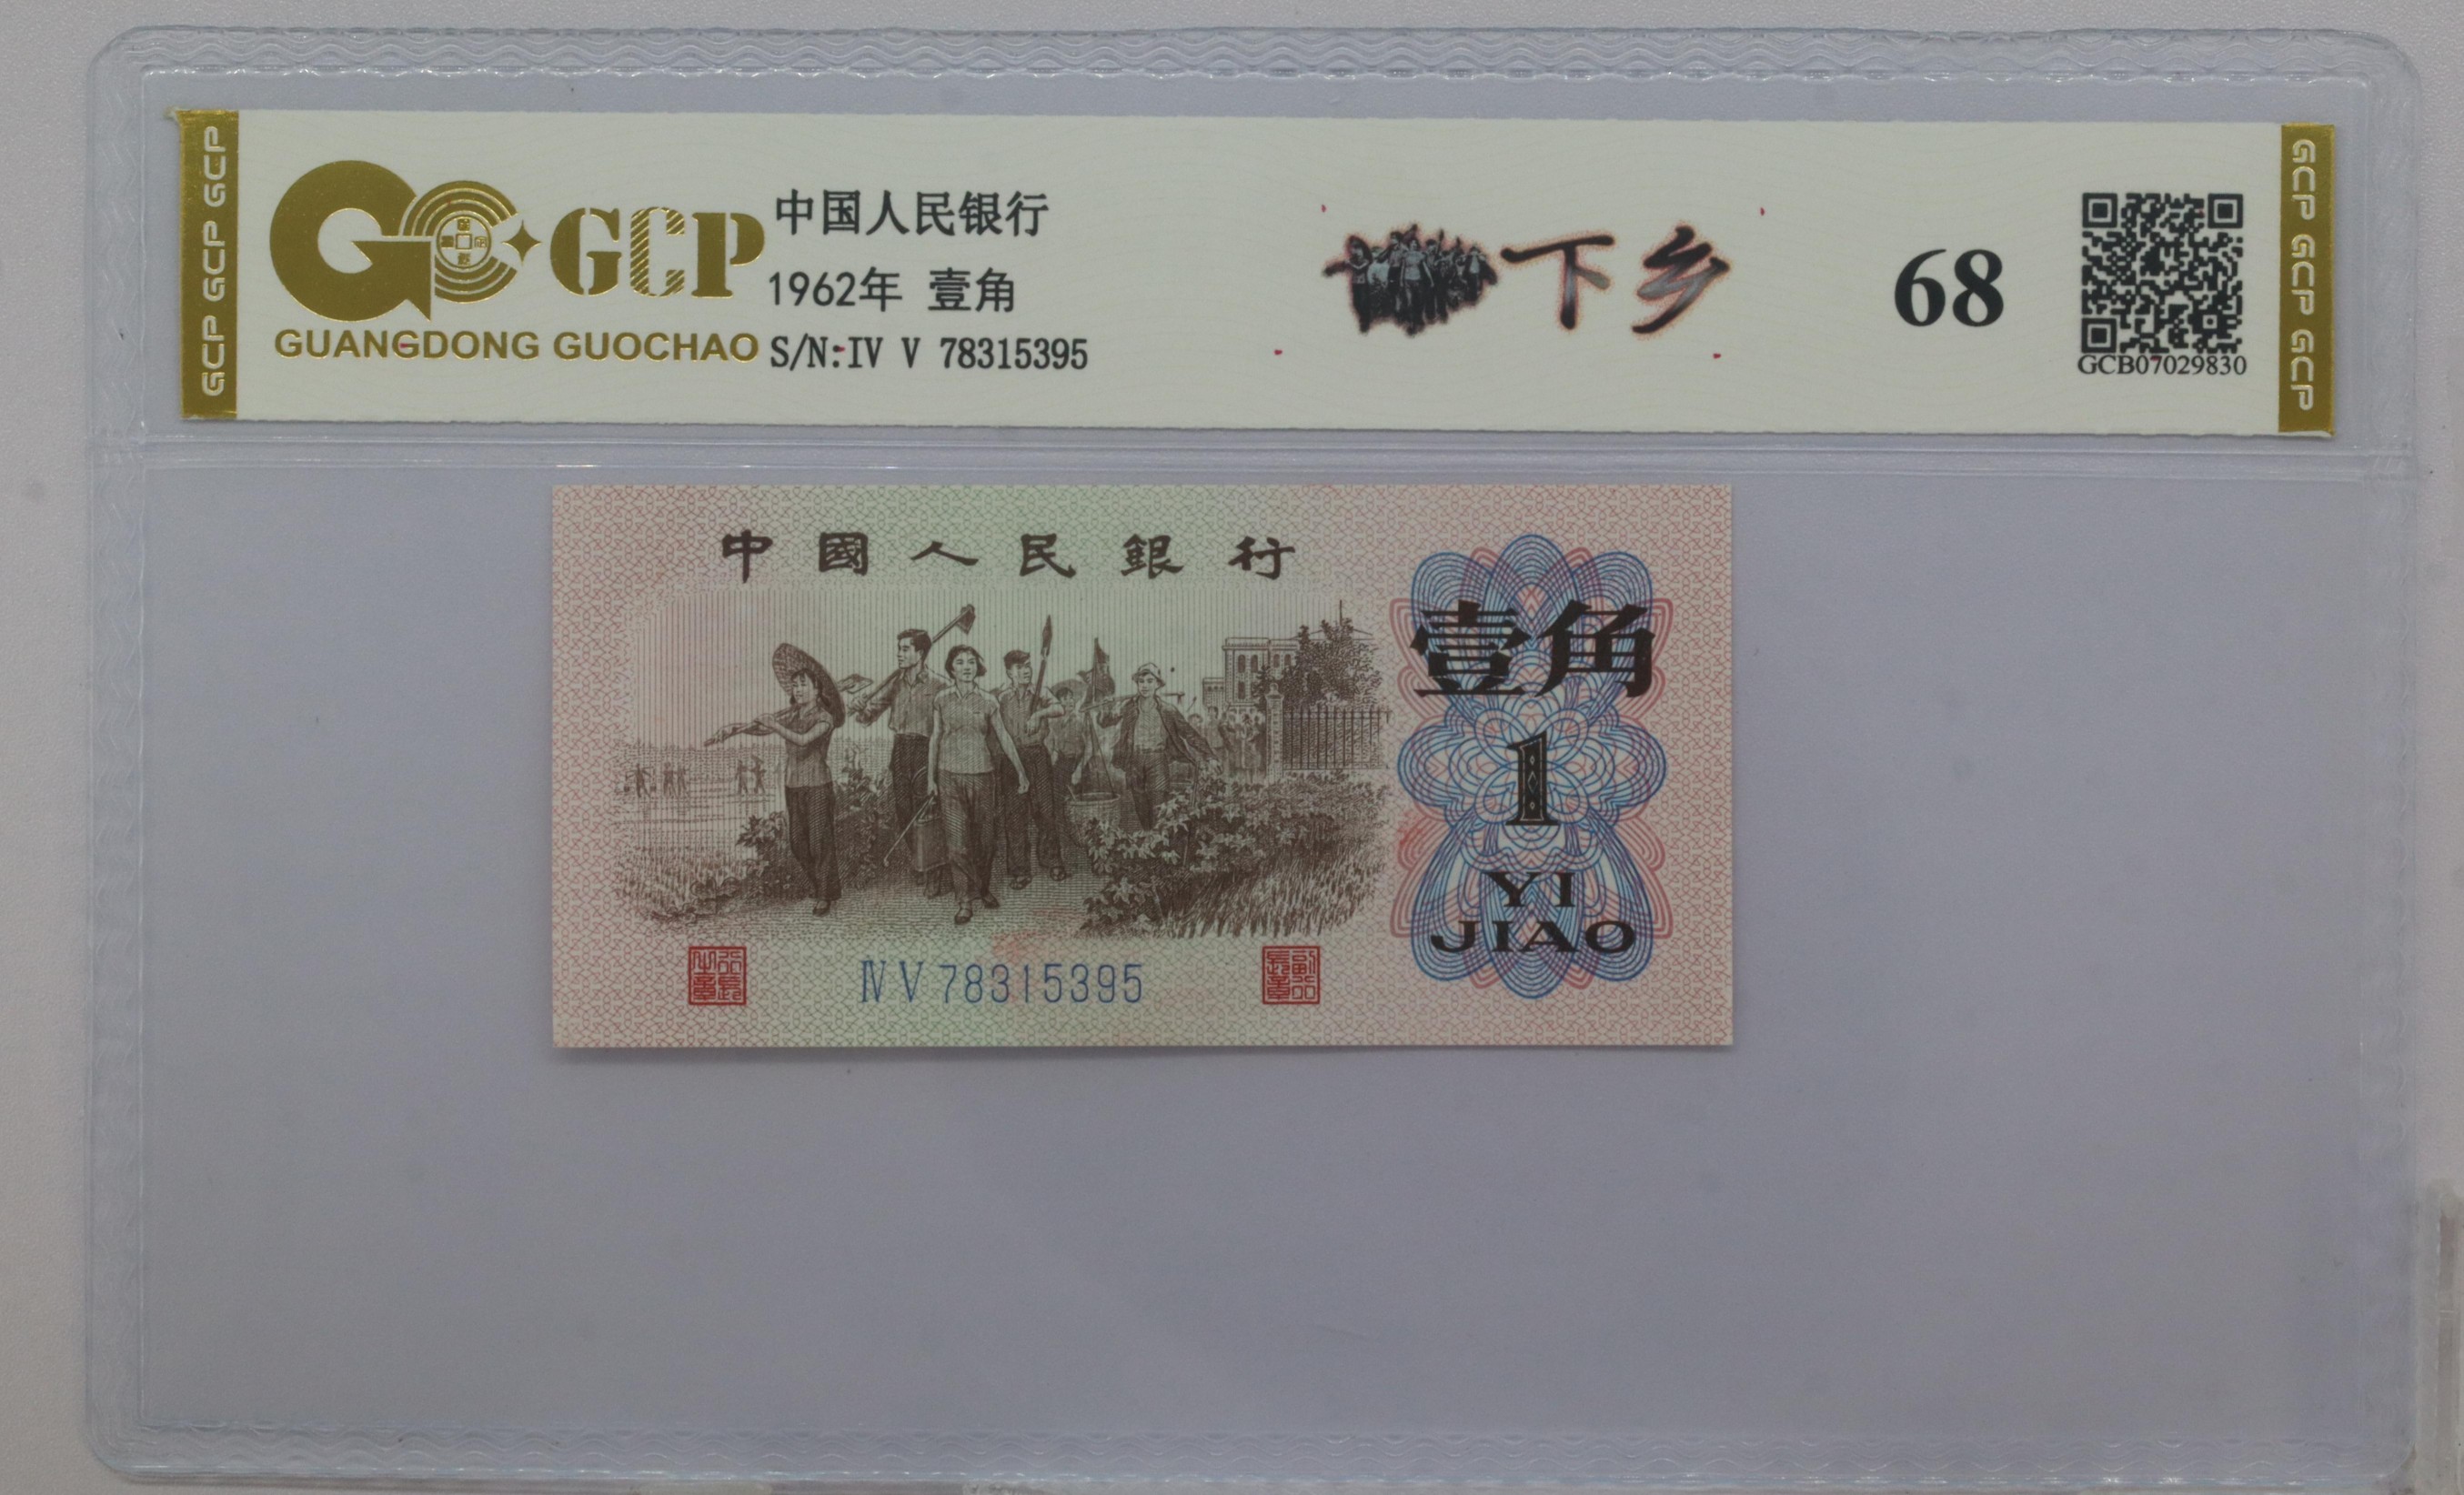 GCP GCP GCP
GCP
GUANGDONG GUOCHAO
中国人民银行
1962年 壹角
S/N:IV V 78315395
下乡
68
GCB07029830
GCP GCP GCP
中國人民銀行
壹角
1
YI
JIAO
ⅣⅤ78315395